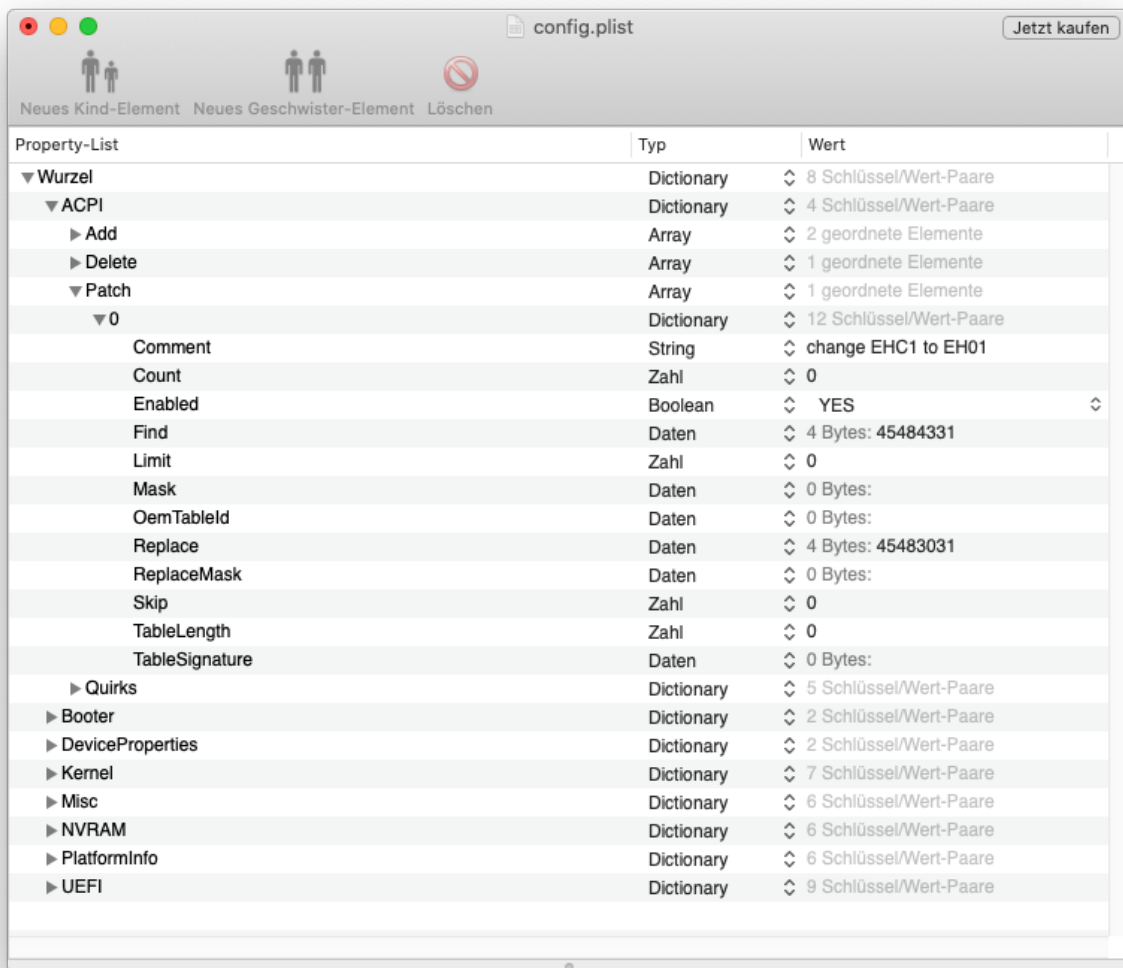 config.plist
Jetzt kaufen
Neues Kind-Element Neues Geschwister-Element Löschen
Property-List Typ Wert
Wurzel Dictionary 8 Schlüssel/Wert-Paare
ACPI Dictionary 4 Schlüssel/Wert-Paare
Add Array 2 geordnete Elemente
Delete Array 1 geordnete Elemente
Patch Array 1 geordnete Elemente
0 Dictionary 12 Schlüssel/Wert-Paare
Comment String change EHC1 to EH01
Count Zahl 0
Enabled Boolean YES
Find Daten 4 Bytes: 45484331
Limit Zahl 0
Mask Daten 0 Bytes:
OemTableId Daten 0 Bytes:
Replace Daten 4 Bytes: 45483031
ReplaceMask Daten 0 Bytes:
Skip Zahl 0
TableLength Zahl 0
TableSignature Daten 0 Bytes:
Quirks Dictionary 5 Schlüssel/Wert-Paare
Booter Dictionary 2 Schlüssel/Wert-Paare
DeviceProperties Dictionary 2 Schlüssel/Wert-Paare
Kernel Dictionary 7 Schlüssel/Wert-Paare
Misc Dictionary 6 Schlüssel/Wert-Paare
NVRAM Dictionary 6 Schlüssel/Wert-Paare
PlatformInfo Dictionary 6 Schlüssel/Wert-Paare
UEFI Dictionary 9 Schlüssel/Wert-Paare